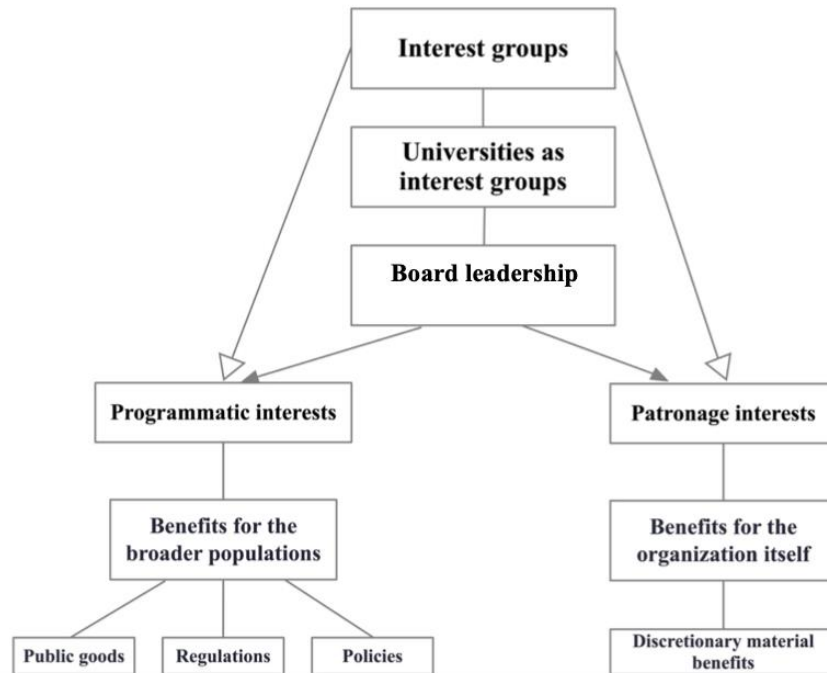 Interest groups
Universities as
interest groups
Board leadership
Programmatic interests
Patronage interests
Benefits for the
broader populations
Benefits for the
organization itself
Public goods
Regulations
Policies
Discretionary material
benefits